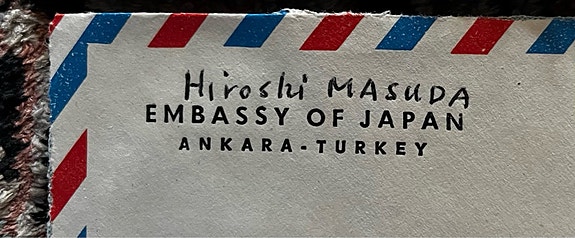 Hiroshi MASUDA
EMBASSY OF JAPAN
ANKARA-TURKEY